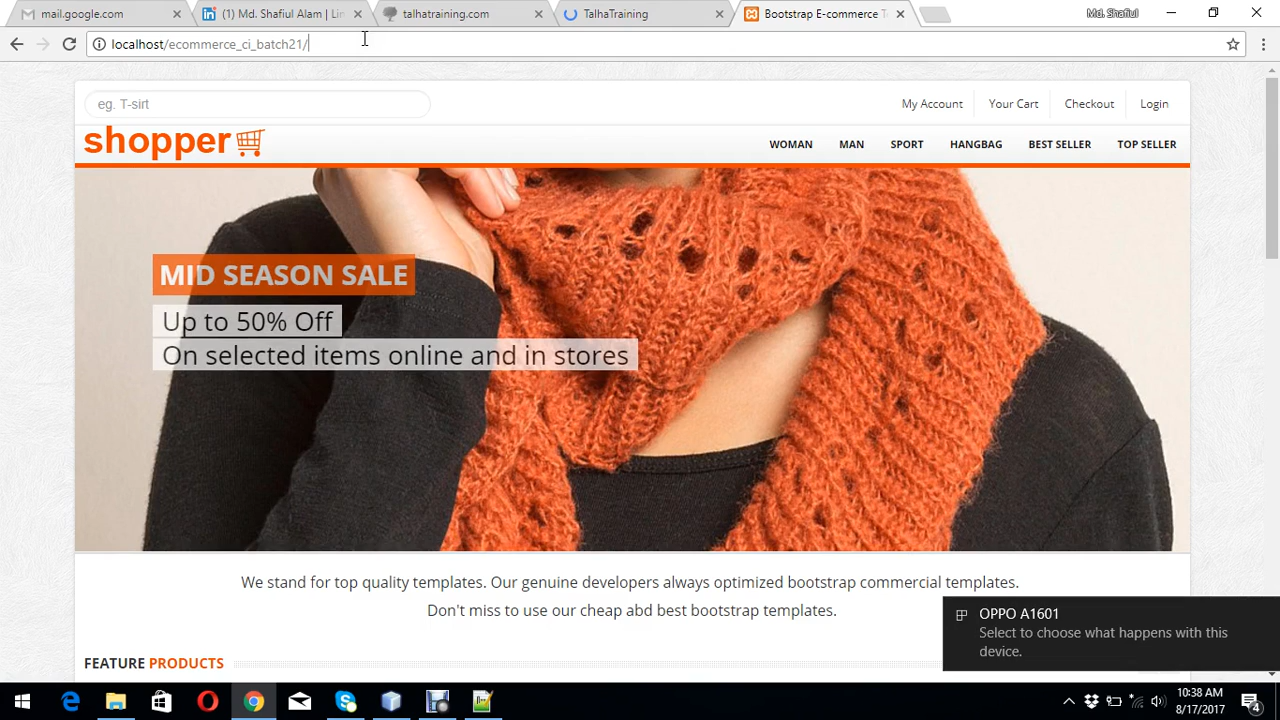 mail.google.com
(1) Md. Shafiul Alam | Lin
talhatraining.com
TalhaTraining
Bootstrap E-commerce T
Md. Shafiul
localhost/ecommerce_ci_batch21/
eg. T-sirt
My Account
Your Cart
Checkout
Login
shopper
WOMAN
MAN
SPORT
HANGBAG
BEST SELLER
TOP SELLER
MID SEASON SALE
Up to 50% Off
On selected items online and in stores
We stand for top quality templates. Our genuine developers always optimized bootstrap commercial templates.
Don't miss to use our cheap abd best bootstrap templates.
OPPO A1601
Select to choose what happens with this
device.
FEATURE PRODUCTS
10:38 AM
8/17/2017
4